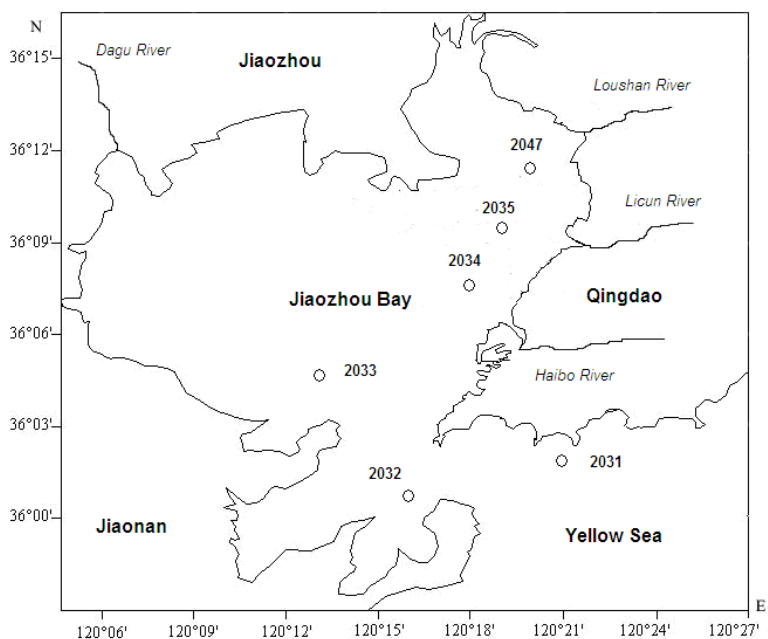 N
Dagu River
36°15'
Jiaozhou
Loushan River
36°12'
2047
2035
Licun River
36°09'
2034
Jiaozhou Bay
Qingdao
36°06'
2033
Haibo River
36°03'
2032
2031
36°00'
Jiaonan
Yellow Sea
E
120°06' 120°09' 120°12' 120°15' 120°18' 120°21' 120°24' 120°27'